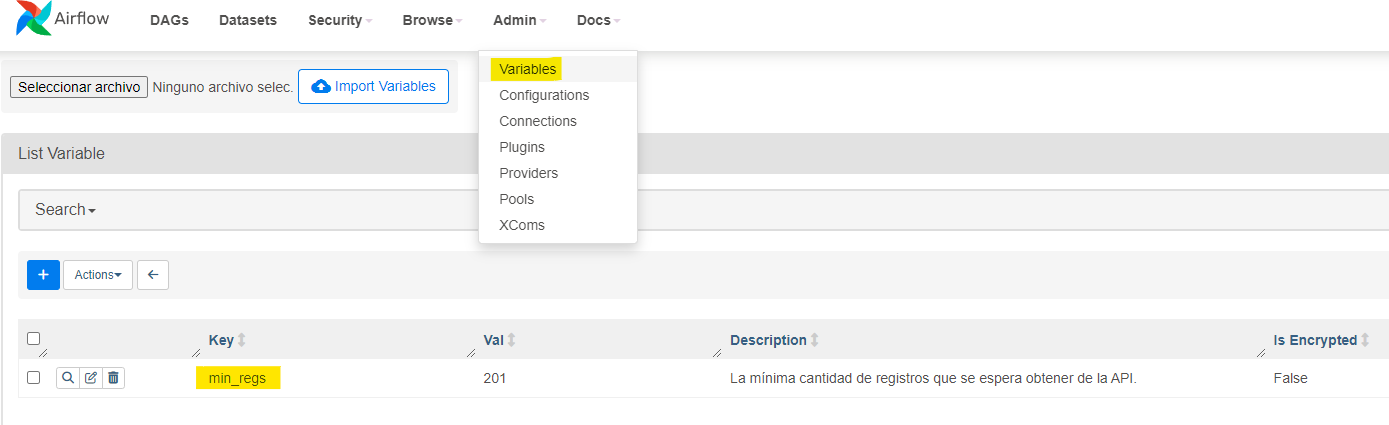 Airflow DAGs Datasets Security Browse Admin Docs
Variables
Configurations
Connections
Plugins
Providers
Pools
XComs
Seleccionar archivo Ninguno archivo selec. Import Variables
List Variable
Search
+ Actions
Key Val Description Is Encrypted
min_regs 201 La mínima cantidad de registros que se espera obtener de la API. False